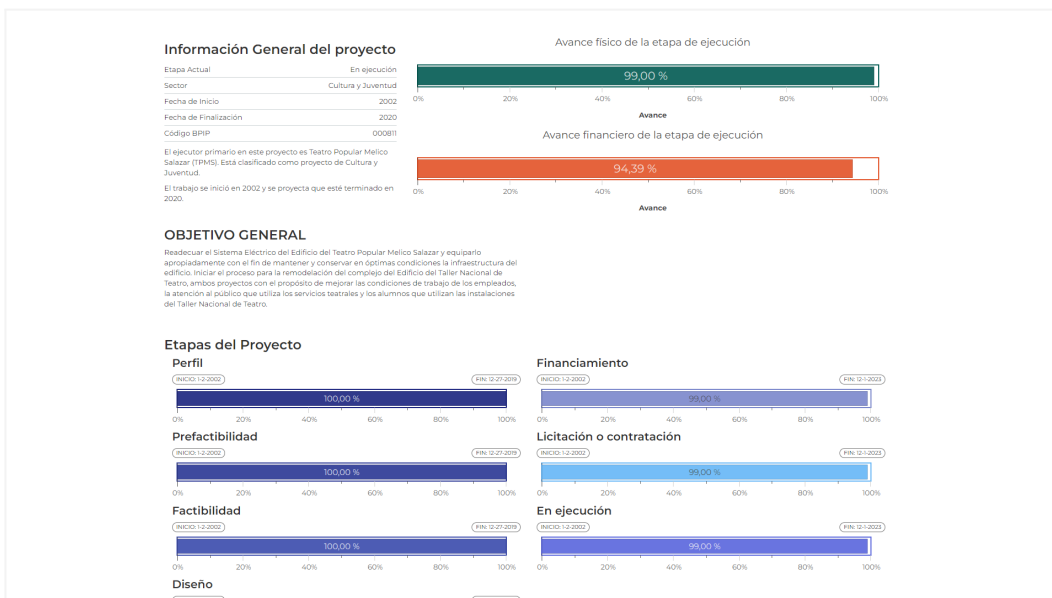 Información General del proyecto
Etapa Actual En ejecución
Sector Cultura y Juventud
Fecha de Inicio 2002
Fecha de Finalización 2020
Código BPIP 000811
El ejecutor primario en este proyecto es Teatro Popular Melico
Salazar (TPMS). Está clasificado como proyecto de Cultura y
Juventud.
El trabajo se inició en 2002 y se proyecta que esté terminado en
2020.
Avance físico de la etapa de ejecución
99,00 %
0% 20% 40% 60% 80% 100%
Avance
Avance financiero de la etapa de ejecución
94,39 %
0% 20% 40% 60% 80% 100%
Avance
OBJETIVO GENERAL
Readecuar el Sistema Eléctrico del Edificio del Teatro Popular Melico Salazar y equiparlo
apropiadamente con el fin de mantener y conservar en óptimas condiciones la infraestructura del
edificio. Iniciar el proceso para la remodelación del complejo del Edificio del Taller Nacional de
Teatro, ambos proyectos con el propósito de mejorar las condiciones de trabajo de los empleados,
la atención al público que utiliza los servicios teatrales y los alumnos que utilizan las instalaciones
del Taller Nacional de Teatro.
Etapas del Proyecto
Perfil
INICIO: 1-2-2002 FIN: 12-27-2019
100,00 %
0% 20% 40% 60% 80% 100%
Financiamiento
INICIO: 1-2-2002 FIN: 12-1-2023
99,00 %
0% 20% 40% 60% 80% 100%
Prefactibilidad
INICIO: 1-2-2002 FIN: 12-27-2019
100,00 %
0% 20% 40% 60% 80% 100%
Licitación o contratación
INICIO: 1-2-2002 FIN: 12-1-2023
99,00 %
0% 20% 40% 60% 80% 100%
Factibilidad
INICIO: 1-2-2002 FIN: 12-27-2019
100,00 %
0% 20% 40% 60% 80% 100%
En ejecución
INICIO: 1-2-2002 FIN: 12-1-2023
99,00 %
0% 20% 40% 60% 80% 100%
Diseño